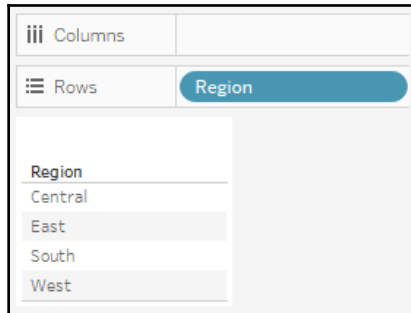 Columns
Rows
Region
Region
Central
East
South
West